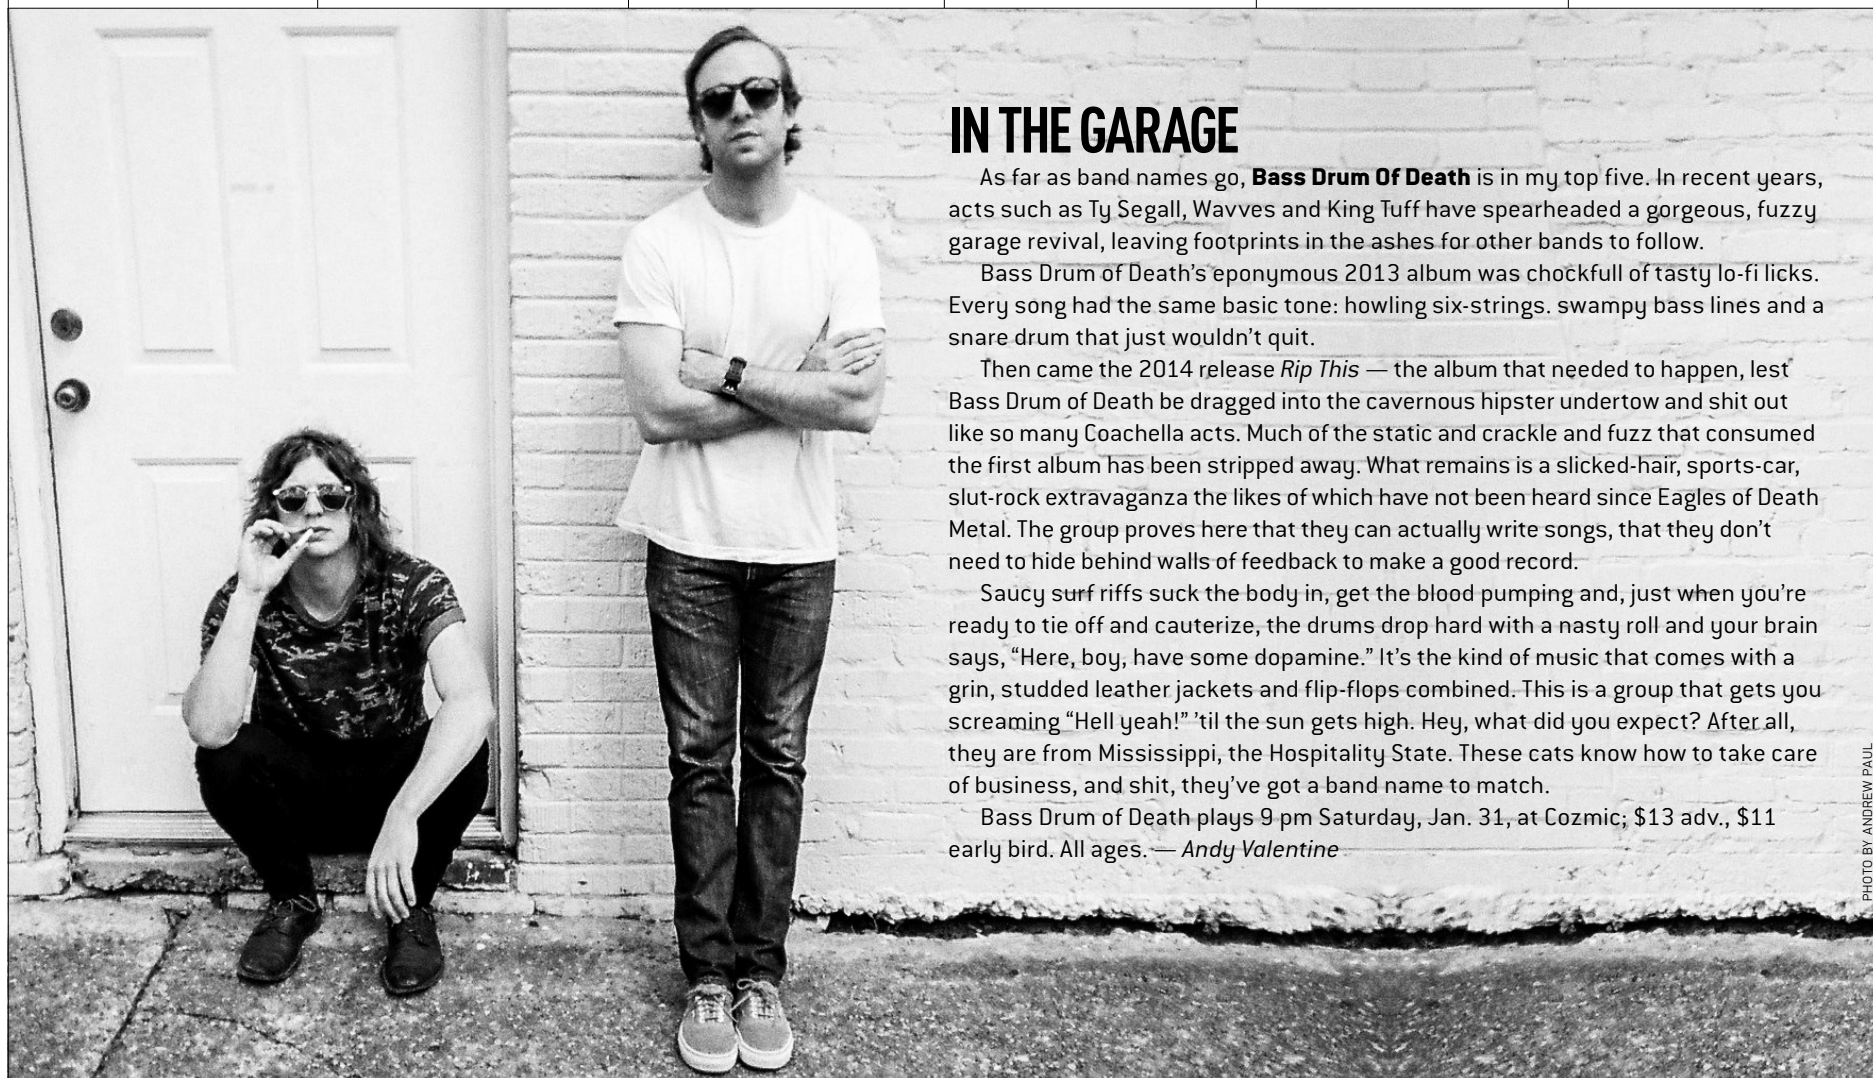 IN THE GARAGE
As far as band names go, Bass Drum Of Death is in my top five. In recent years,
acts such as Ty Segall, Wavves and King Tuff have spearheaded a gorgeous, fuzzy
garage revival, leaving footprints in the ashes for other bands to follow.
Bass Drum of Death’s eponymous 2013 album was chockfull of tasty lo-fi licks.
Every song had the same basic tone: howling six-strings. swampy bass lines and a
snare drum that just wouldn’t quit.
Then came the 2014 release Rip This — the album that needed to happen, lest
Bass Drum of Death be dragged into the cavernous hipster undertow and shit out
like so many Coachella acts. Much of the static and crackle and fuzz that consumed
the first album has been stripped away. What remains is a slicked-hair, sports-car,
slut-rock extravaganza the likes of which have not been heard since Eagles of Death
Metal. The group proves here that they can actually write songs, that they don’t
need to hide behind walls of feedback to make a good record.
Saucy surf riffs suck the body in, get the blood pumping and, just when you’re
ready to tie off and cauterize, the drums drop hard with a nasty roll and your brain
says, “Here, boy, have some dopamine.” It’s the kind of music that comes with a
grin, studded leather jackets and flip-flops combined. This is a group that gets you
screaming “Hell yeah!” ’til the sun gets high. Hey, what did you expect? After all,
they are from Mississippi, the Hospitality State. These cats know how to take care
of business, and shit, they’ve got a band name to match.
Bass Drum of Death plays 9 pm Saturday, Jan. 31, at Cozmic; $13 adv., $11
early bird. All ages. — Andy Valentine
PHOTO BY ANDREW PAUL